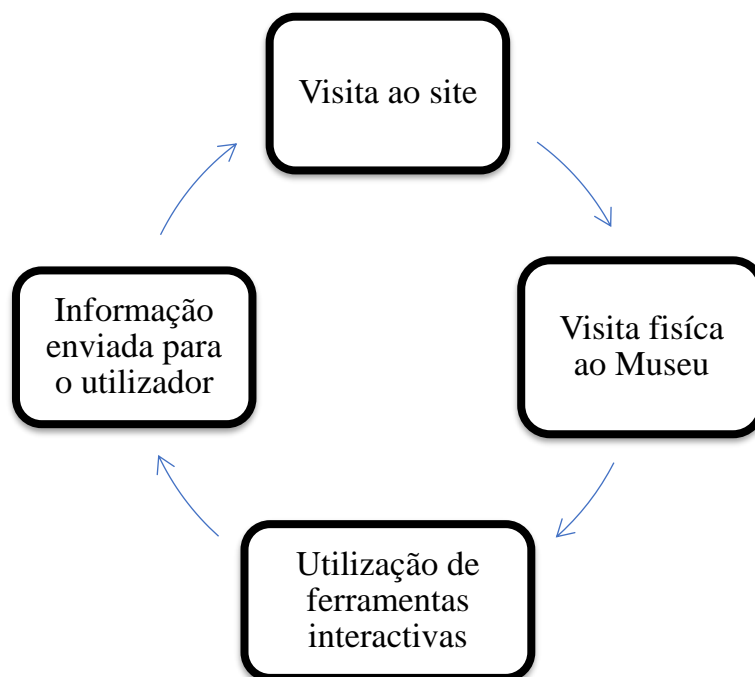 Visita ao site
Visita fisíca
ao Museu
Utilização de
ferramentas
interactivas
Informação
enviada para
o utilizador